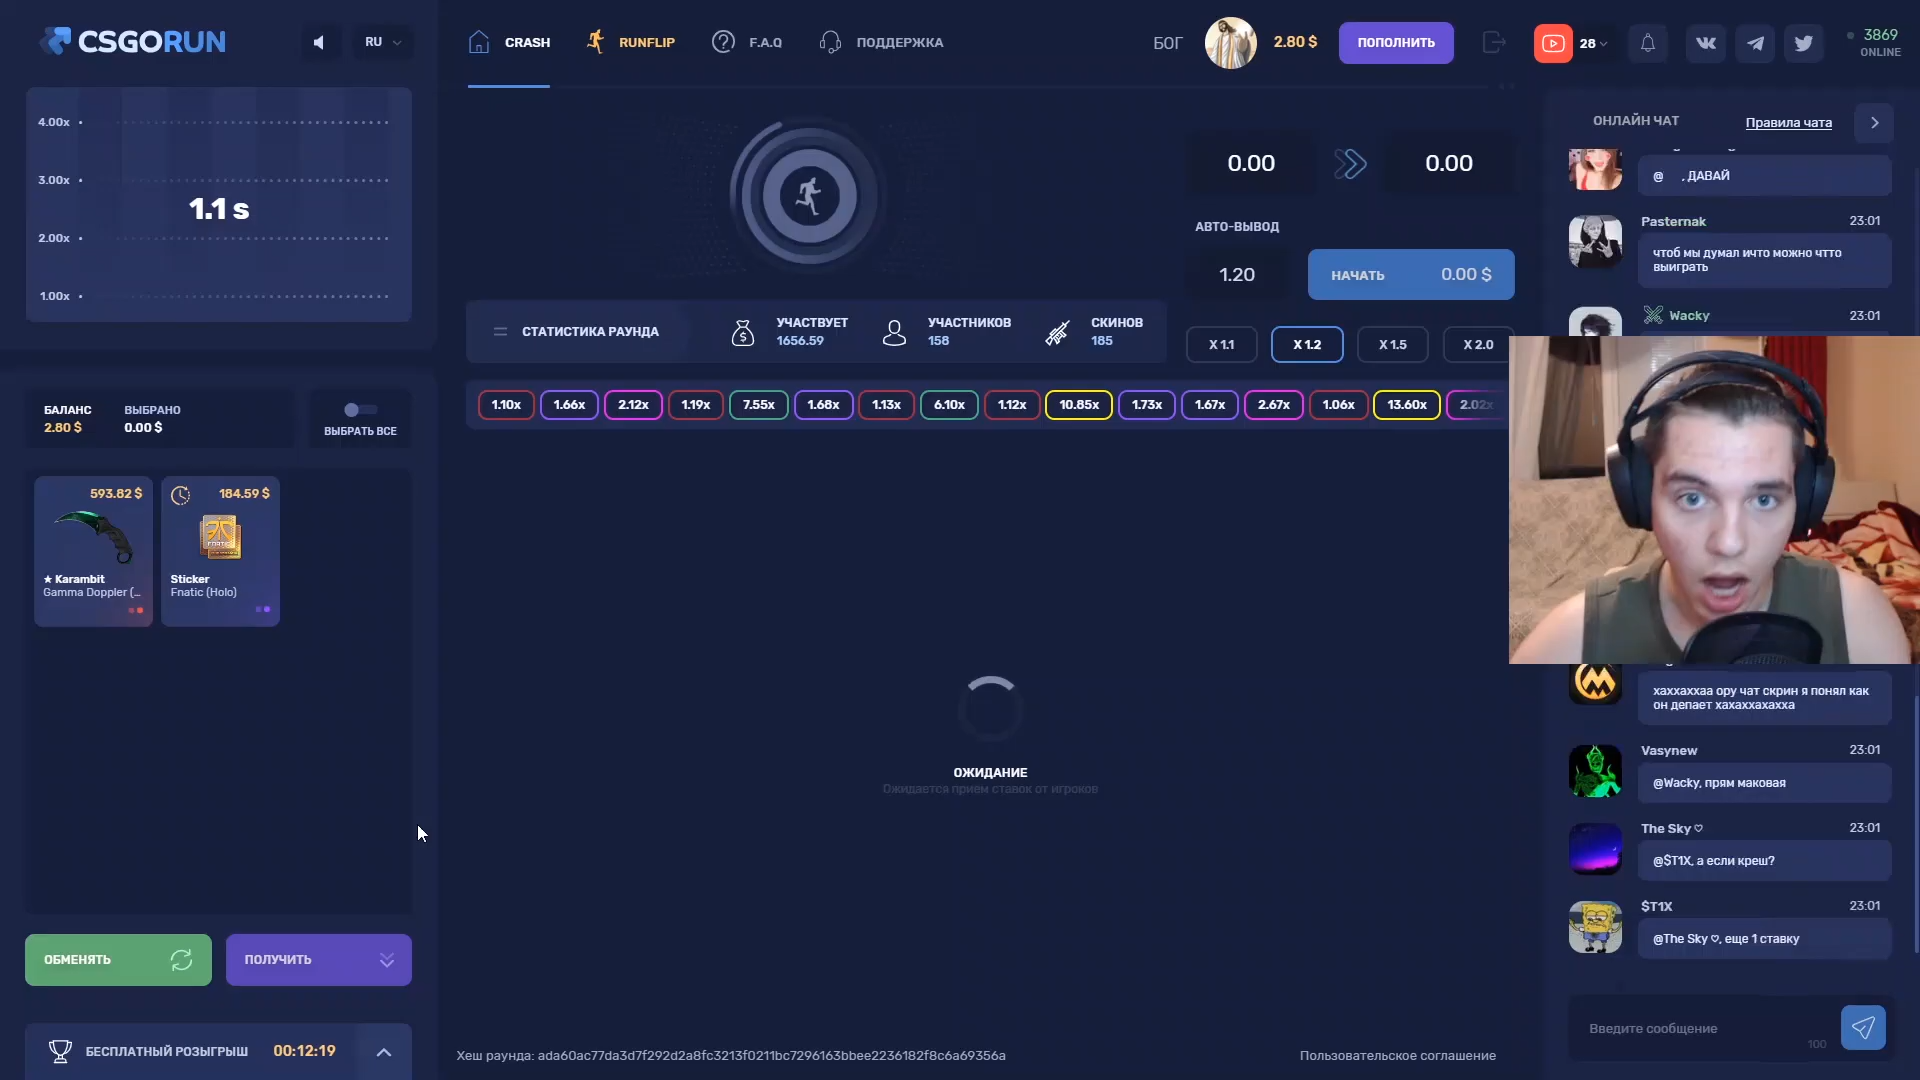 CSGORUN
RU
CRASH
RUNFLIP
F.A.Q
ПОДДЕРЖКА
БОГ
2.80 $
ПОПОЛНИТЬ
28
3869
ONLINE
4.00x
3.00x
2.00x
1.00x
1.1 s
0.00
0.00
АВТО-ВЫВОД
1.20
НАЧАТЬ
0.00 $
X 1.1
X 1.2
X 1.5
X 2.0
СТАТИСТИКА РАУНДА
УЧАСТВУЕТ
1656.59
УЧАСТНИКОВ
158
СКИНОВ
185
1.10x
1.66x
2.12x
1.19x
7.55x
1.68x
1.13x
6.10x
1.12x
10.85x
1.73x
1.67x
2.67x
1.06x
13.60x
2.02x
БАЛАНС
2.80 $
ВЫБРАНО
0.00 $
ВЫБРАТЬ ВСЕ
593.82 $
★ Karambit
Gamma Doppler (...
184.59 $
FNATIC
Sticker
Fnatic (Holo)
ОЖИДАНИЕ
Ожидается прием ставок от игроков
ОБМЕНЯТЬ
ПОЛУЧИТЬ
БЕСПЛАТНЫЙ РОЗЫГРЫШ
00:12:19
Хеш раунда: ada60ac77da3d7f292d2a8fc3213f0211bc7296163bbee2236182f8c6a69356a
Пользовательское соглашение
ОНЛАЙН ЧАТ
Правила чата
@ , ДАВАЙ
Pasternak
23:01
чтоб мы думал ичто можно чтто
выиграть
Wacky
23:01
хаххаххаа ору чат скрин я понял как
он депает хахаххахахха
Vasynew
23:01
@Wacky, прям маковая
The Sky ♡
23:01
@$T1X, а если креш?
$T1X
23:01
@The Sky ♡, еще 1 ставку
Введите сообщение
100